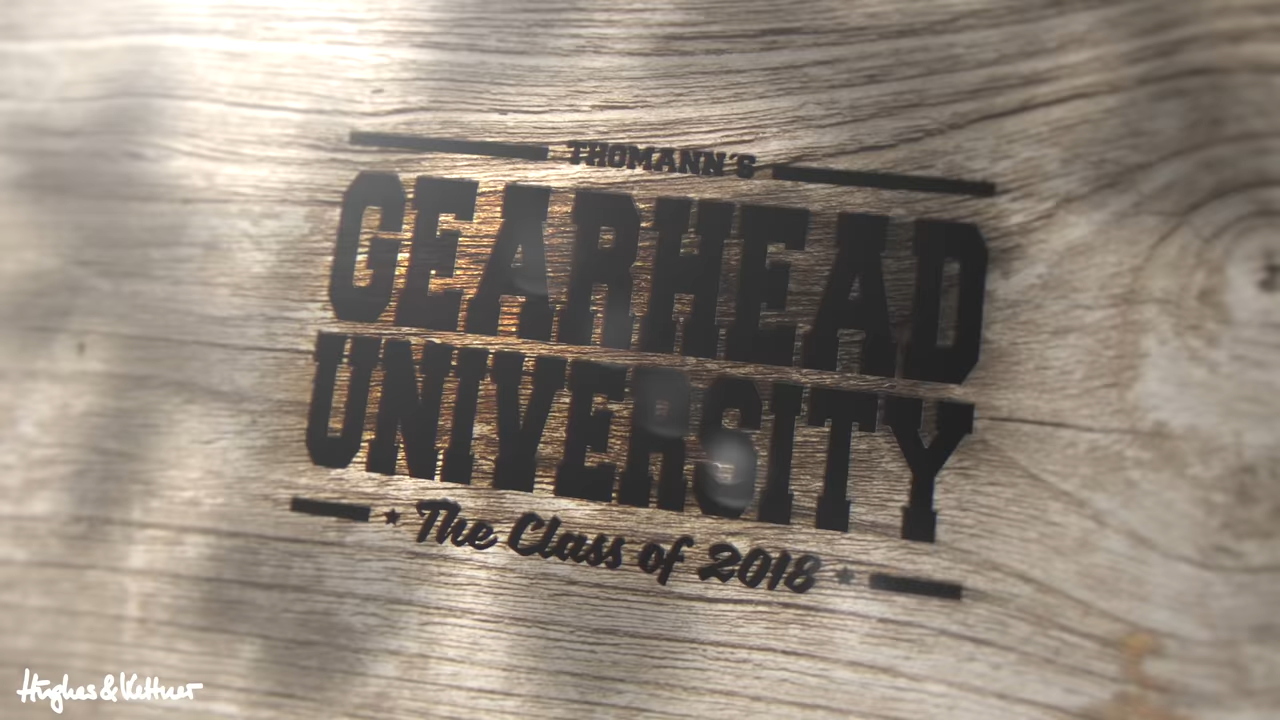 THOMANN'S
GEARHEAD
UNIVERSITY
The Class of 2018
Hughes & Kettner